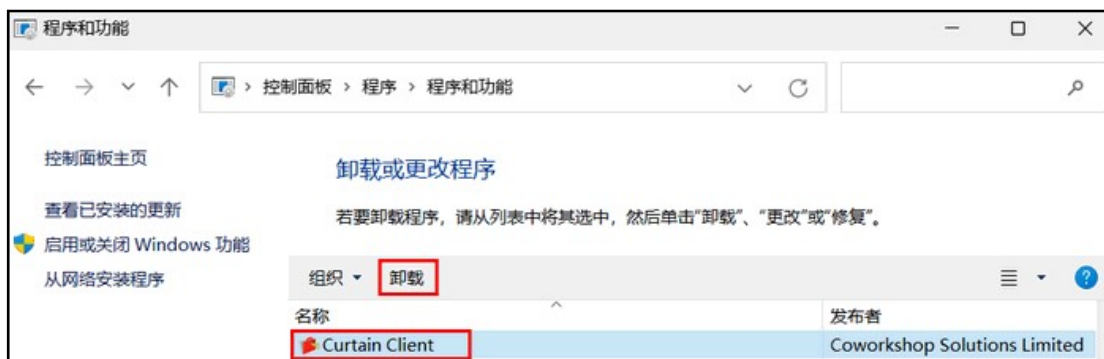 程序和功能
控制面板 › 程序 › 程序和功能
控制面板主页
查看已安装的更新
启用或关闭 Windows 功能
从网络安装程序
卸载或更改程序
若要卸载程序，请从列表中将其选中，然后单击“卸载”、“更改”或“修复”。
组织 卸载
名称 发布者
Curtain Client Coworkshop Solutions Limited